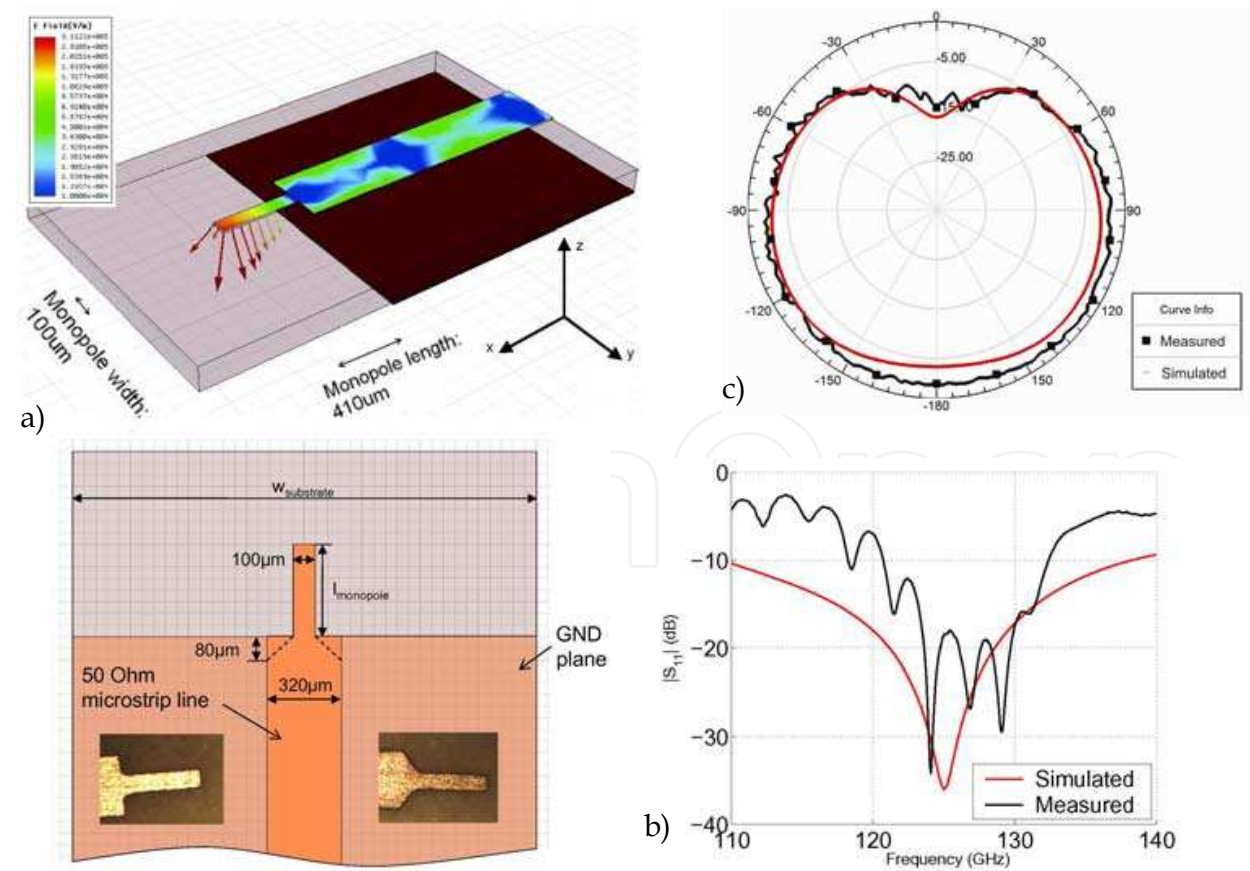 E Field[V/m]
z
x
y
Monopole width:
100um
Monopole length:
410um
a)
0
-30
30
-5.00
-60
60
-15.00
-25.00
-90
90
-120
120
-150
150
-180
Curve Info
Measured
Simulated
c)
wsubstrate
100µm
lmonopole
80µm
GND
plane
50 Ohm
microstrip line
320µm
0
−10
−20
−30
−40
|S11| (dB)
110
120
130
140
Frequency (GHz)
Simulated
Measured
b)